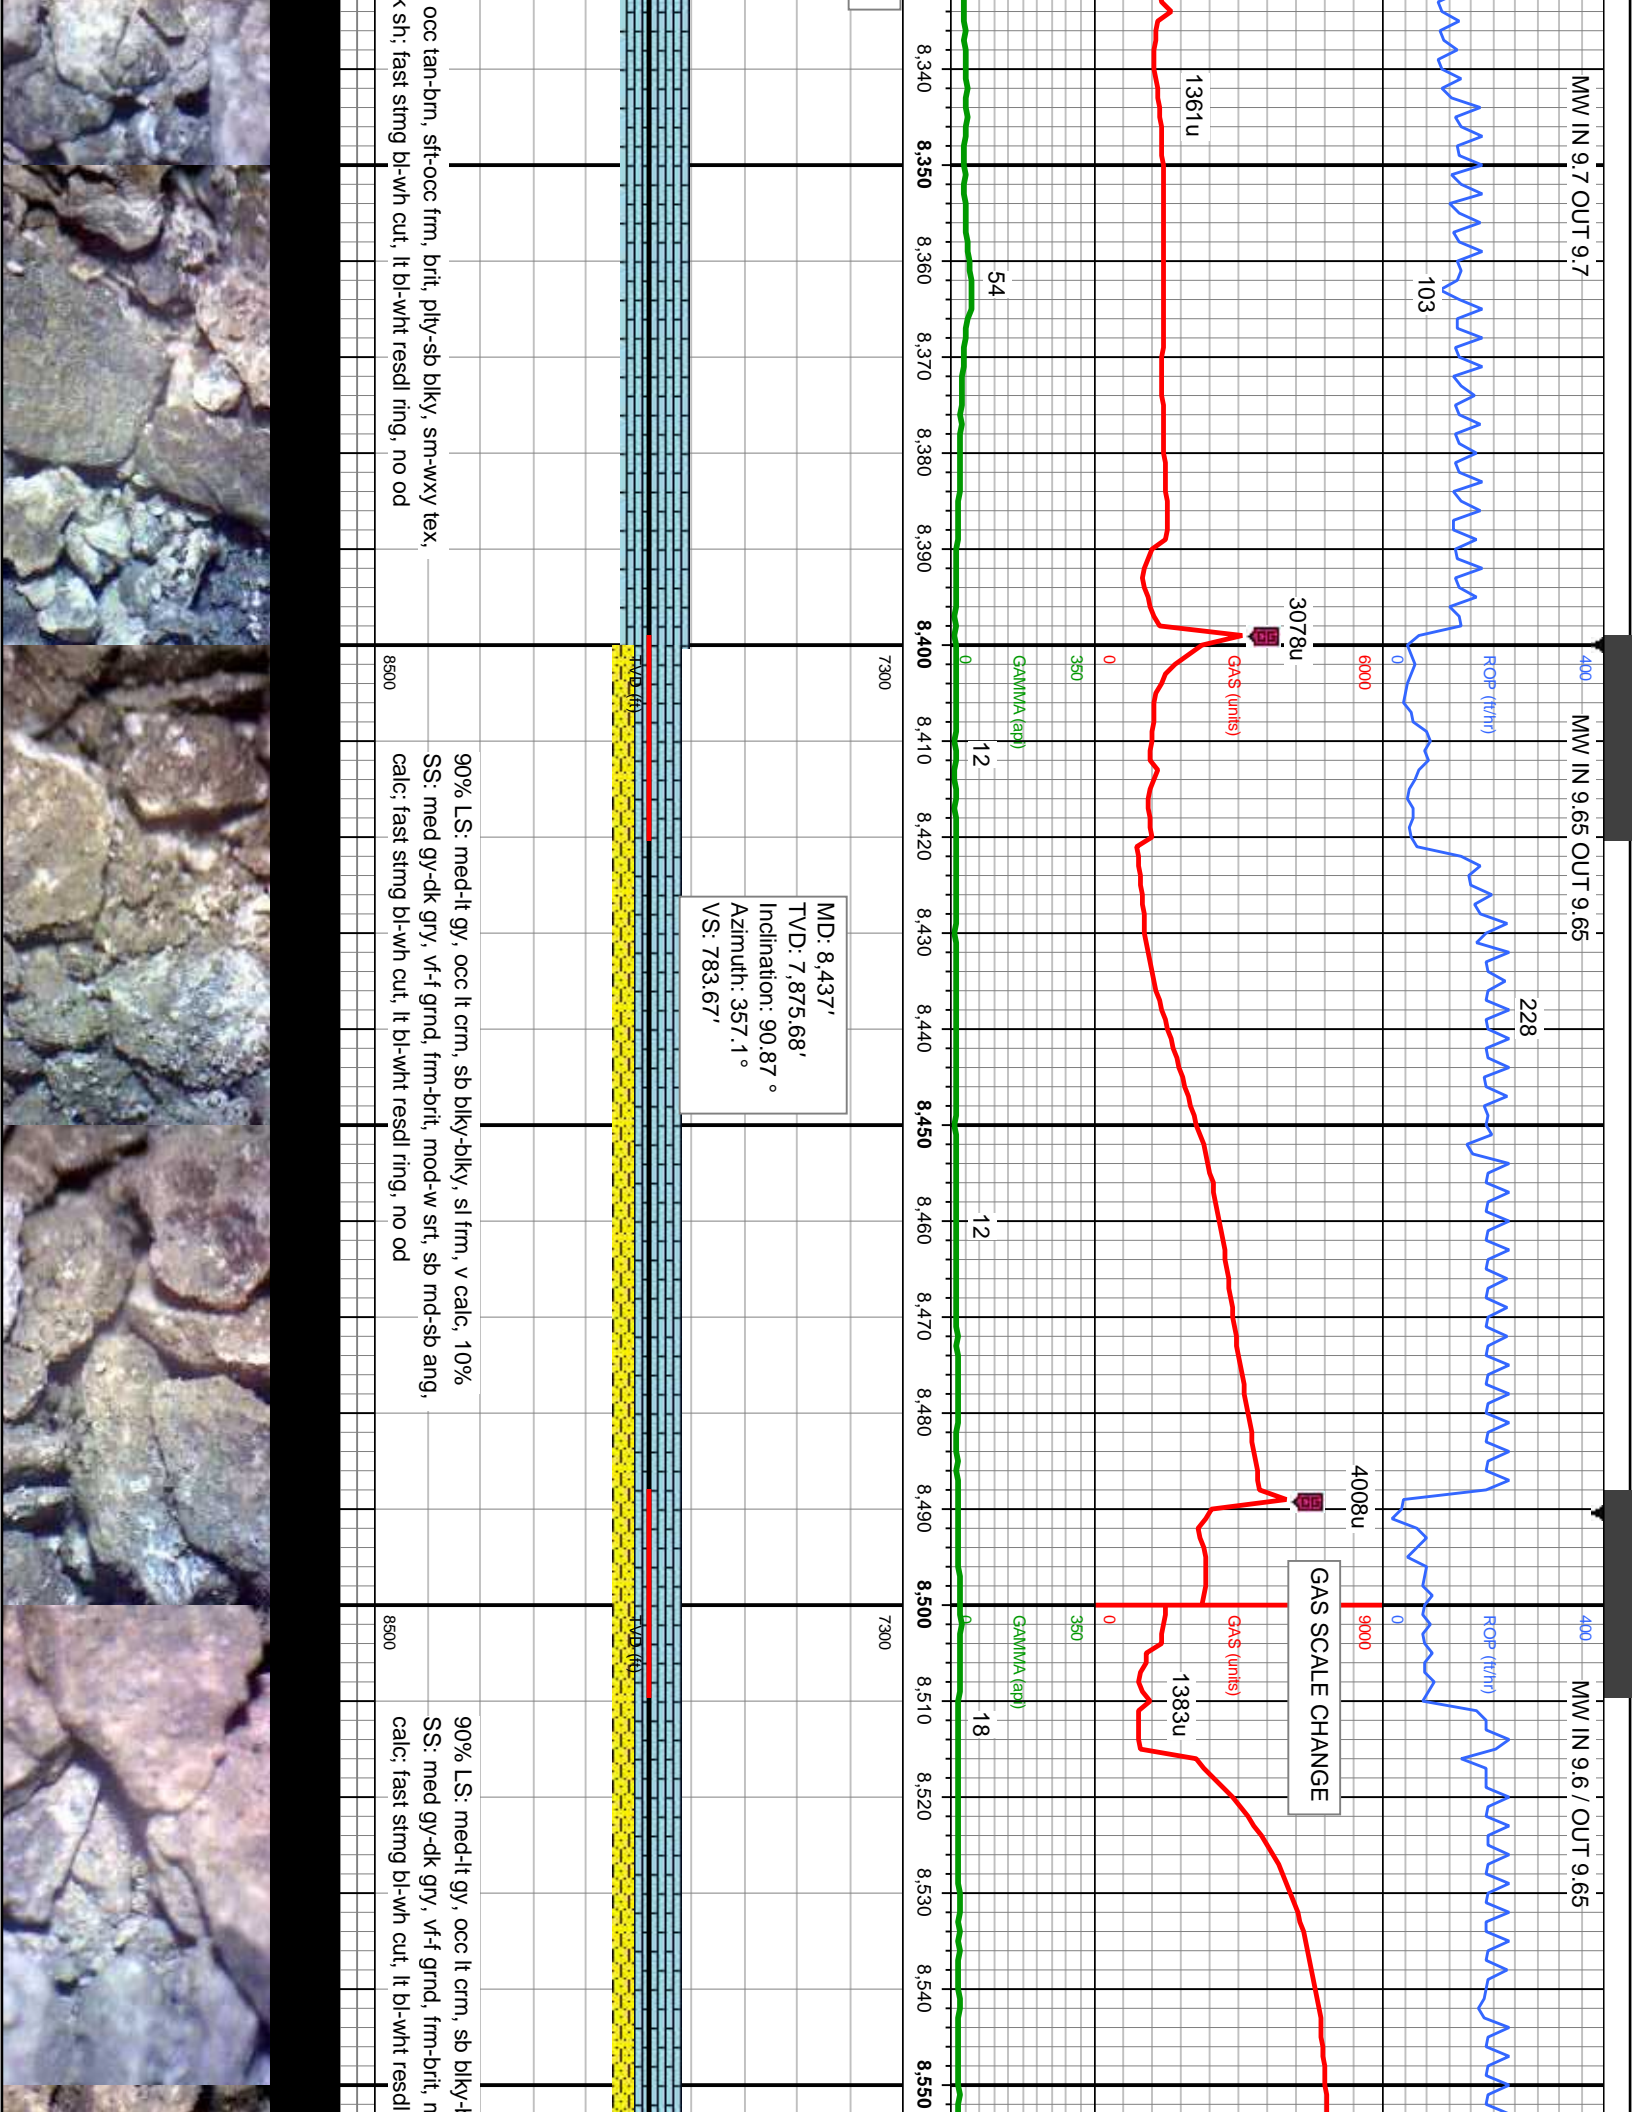 MW IN 9.7 OUT 9.7
MW IN 9.65 OUT 9.65
MW IN 9.6 / OUT 9.65
400
ROP (ft/hr)
0
400
ROP (ft/hr)
0
103
228
6000
GAS (units)
0
9000
GAS (units)
0
GAS SCALE CHANGE
1361u
3078u
4008u
1383u
350
GAMMA (api)
0
350
GAMMA (api)
0
54
12
12
18
8,340
8,350
8,360
8,370
8,380
8,390
8,400
8,410
8,420
8,430
8,440
8,450
8,460
8,470
8,480
8,490
8,500
8,510
8,520
8,530
8,540
8,550
7300
TVD (ft)
8500
7300
TVD (ft)
8500
MD: 8,437'
TVD: 7,875.68'
Inclination: 90.87 °
Azimuth: 357.1°
VS: 783.67'
occ tan-brn, sft-occ frm, brit, plty-sb blky, sm-wxy tex,
k sh; fast stmg bl-wh cut, lt bl-wht resdl ring, no od
90% LS: med-lt gy, occ lt crm, sb blky-blky, sl frm, v calc, 10%
SS: med gy-dk gry, vf-f grnd, frm-brit, mod-w srt, sb rnd-sb ang,
calc; fast stmg bl-wh cut, lt bl-wht resdl ring, no od
90% LS: med-lt gy, occ lt crm, sb blky-
SS: med gy-dk gry, vf-f grnd, frm-brit,
calc; fast stmg bl-wh cut, lt bl-wht resdl